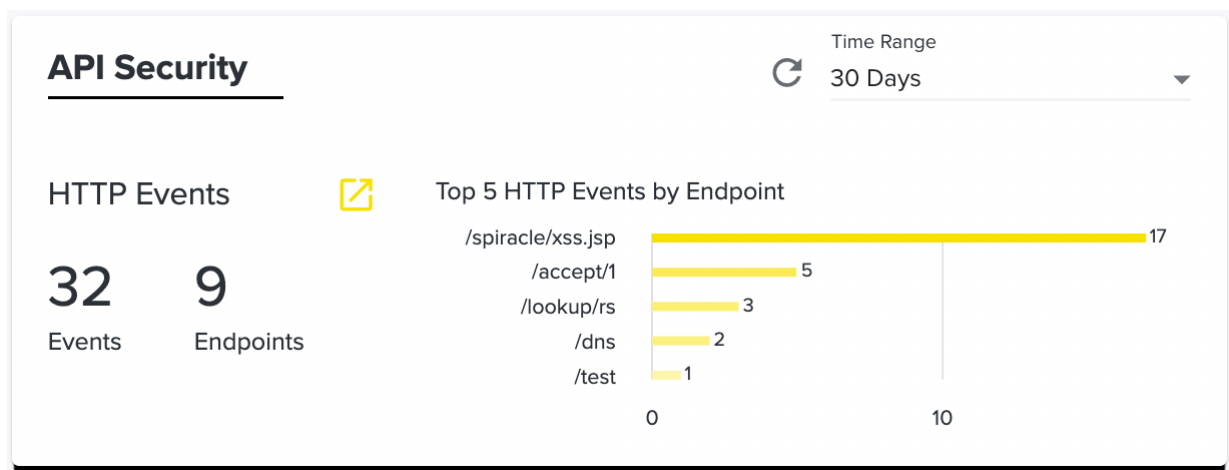 API Security
Time Range
30 Days
HTTP Events
32
Events
9
Endpoints
Top 5 HTTP Events by Endpoint
/spiracle/xss.jsp 17
/accept/1 5
/lookup/rs 3
/dns 2
/test 1
0 10